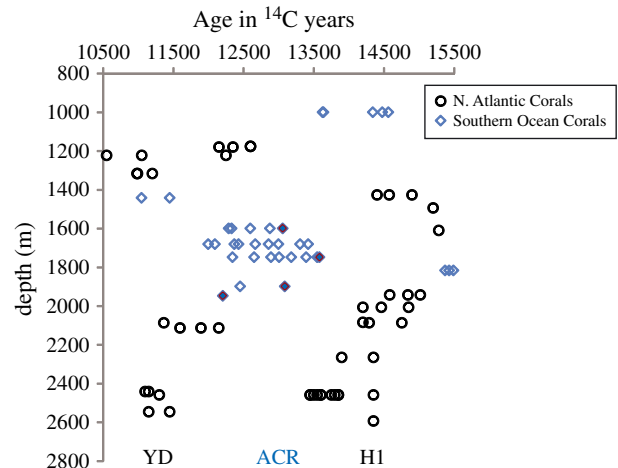 Age in ¹⁴C years
10500 11500 12500 13500 14500 15500
800
1000
1200
1400
1600
1800
2000
2200
2400
2600
2800
depth (m)
N. Atlantic Corals
Southern Ocean Corals
YD ACR H1